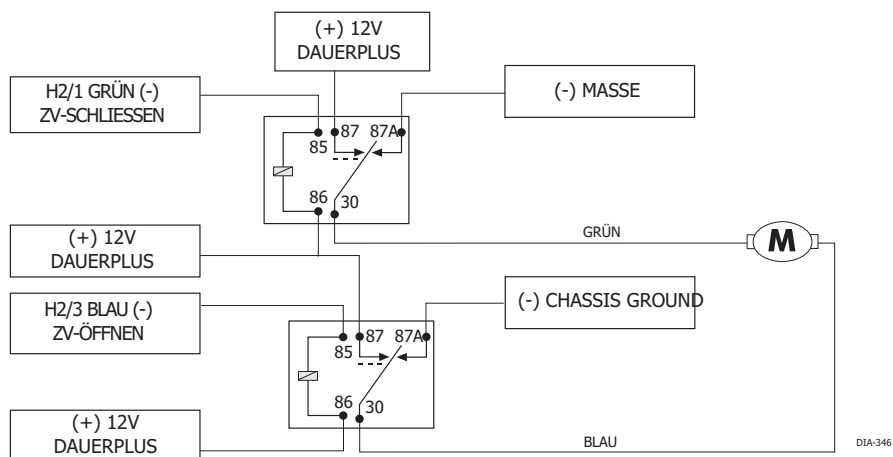 (+) 12V
DAUERPLUS
H2/1 GRÜN (-)
ZV-SCHLIESSEN
(-) MASSE
87
87A
85
86
30
GRÜN
M
(+) 12V
DAUERPLUS
H2/3 BLAU (-)
ZV-ÖFFNEN
(-) CHASSIS GROUND
87
87A
85
86
30
(+) 12V
DAUERPLUS
BLAU
DIA-346